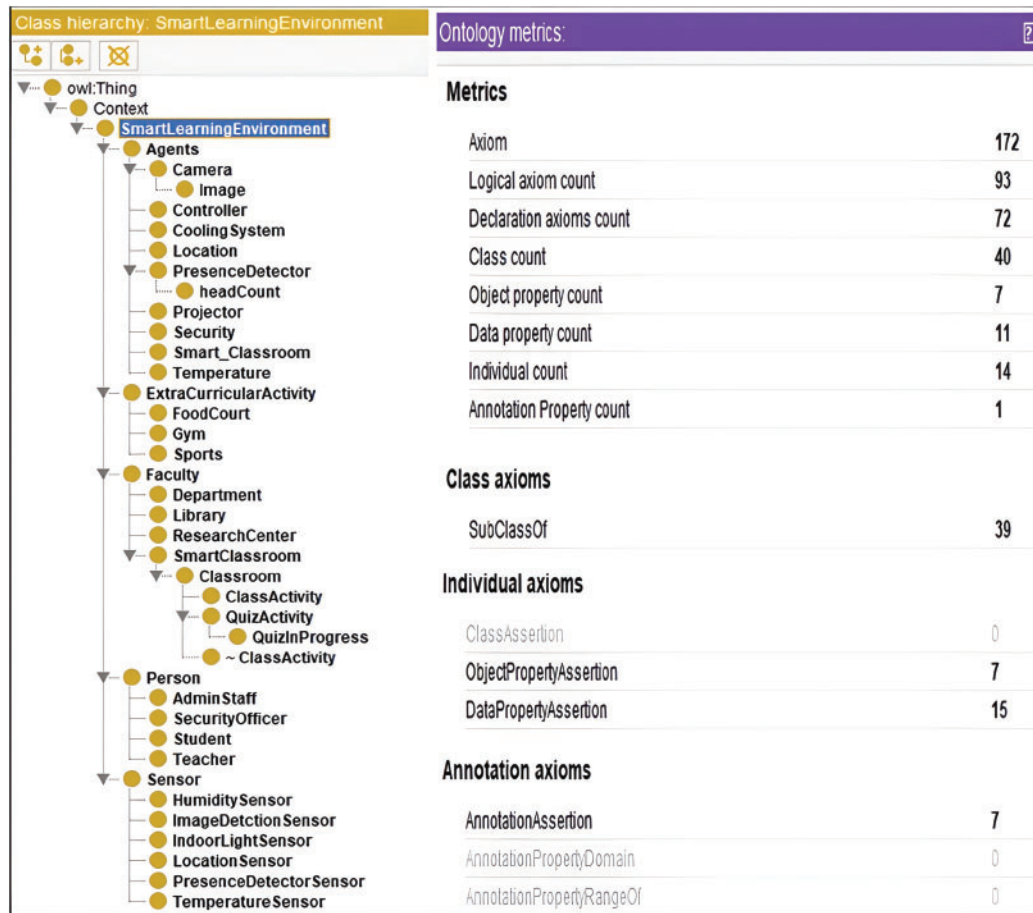 Class hierarchy: SmartLearningEnvironment
owl:Thing
Context
SmartLearningEnvironment
Agents
Camera
Image
Controller
CoolingSystem
Location
PresenceDetector
headCount
Projector
Security
Smart_Classroom
Temperature
ExtraCurricularActivity
FoodCourt
Gym
Sports
Faculty
Department
Library
ResearchCenter
SmartClassroom
Classroom
ClassActivity
QuizActivity
QuizInProgress
~ClassActivity
Person
AdminStaff
SecurityOfficer
Student
Teacher
Sensor
HumiditySensor
ImageDetctionSensor
IndoorLightSensor
LocationSensor
PresenceDetectorSensor
TemperatureSensor
Ontology metrics:
Metrics
Axiom 172
Logical axiom count 93
Declaration axioms count 72
Class count 40
Object property count 7
Data property count 11
Individual count 14
Annotation Property count 1
Class axioms
SubClassOf 39
Individual axioms
ClassAssertion 0
ObjectPropertyAssertion 7
DataPropertyAssertion 15
Annotation axioms
AnnotationAssertion 7
AnnotationPropertyDomain 0
AnnotationPropertyRangeOf 0